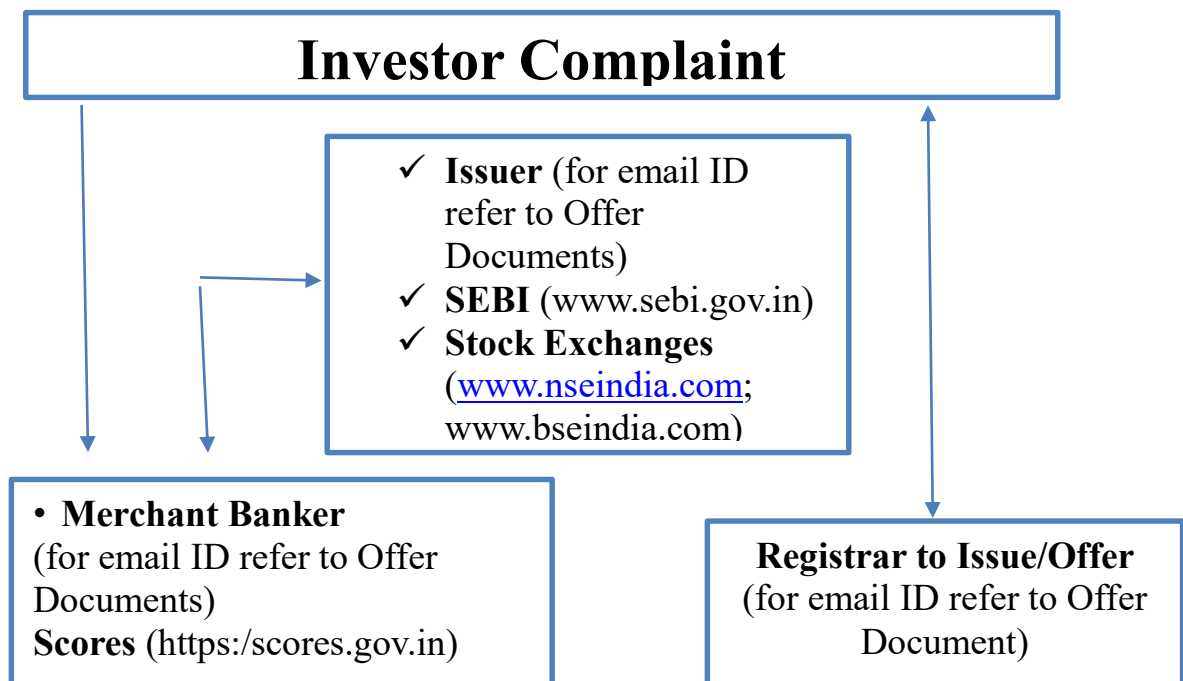 Investor Complaint
✓ Issuer (for email ID
refer to Offer
Documents)
✓ SEBI (www.sebi.gov.in)
✓ Stock Exchanges
(www.nseindia.com;
www.bseindia.com)
• Merchant Banker
(for email ID refer to Offer
Documents)
Scores (https:/scores.gov.in)
Registrar to Issue/Offer
(for email ID refer to Offer
Document)